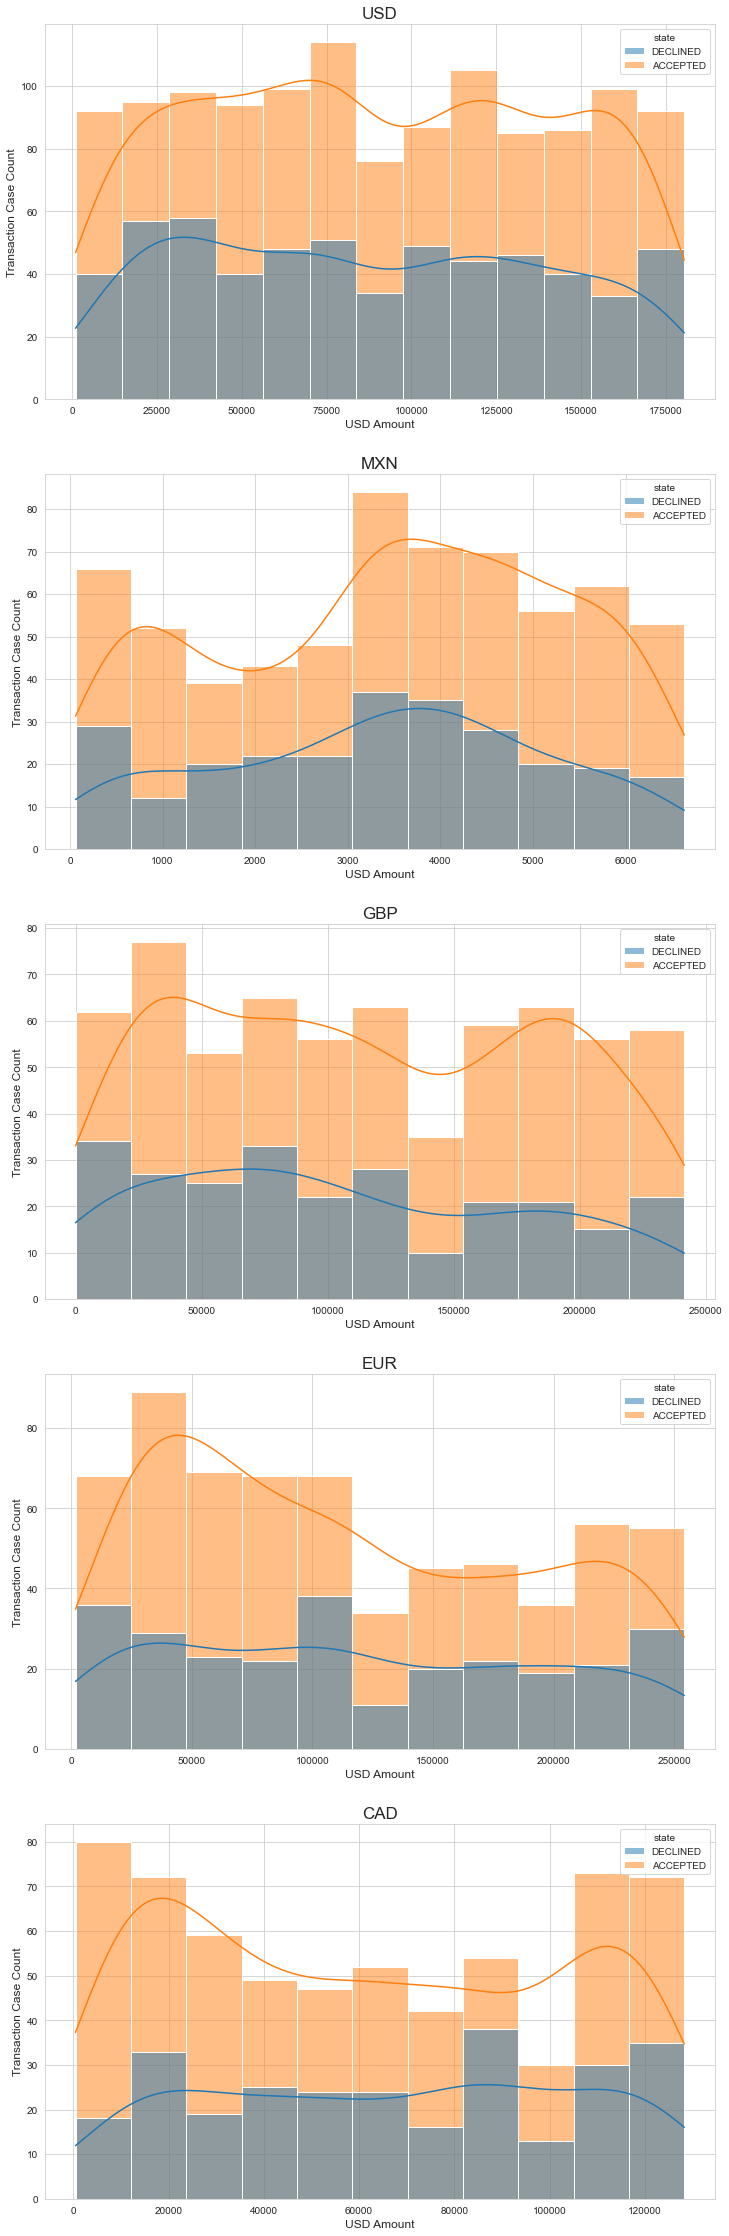 USD
state
DECLINED
ACCEPTED
Transaction Case Count
100
80
60
40
20
0
0 25000 50000 75000 100000 125000 150000 175000
USD Amount
MXN
state
DECLINED
ACCEPTED
Transaction Case Count
80
70
60
50
40
30
20
10
0
0 1000 2000 3000 4000 5000 6000
USD Amount
GBP
state
DECLINED
ACCEPTED
Transaction Case Count
80
70
60
50
40
30
20
10
0
0 50000 100000 150000 200000 250000
USD Amount
EUR
state
DECLINED
ACCEPTED
Transaction Case Count
80
60
40
20
0
0 50000 100000 150000 200000 250000
USD Amount
CAD
state
DECLINED
ACCEPTED
Transaction Case Count
80
70
60
50
40
30
20
10
0
0 20000 40000 60000 80000 100000 120000
USD Amount